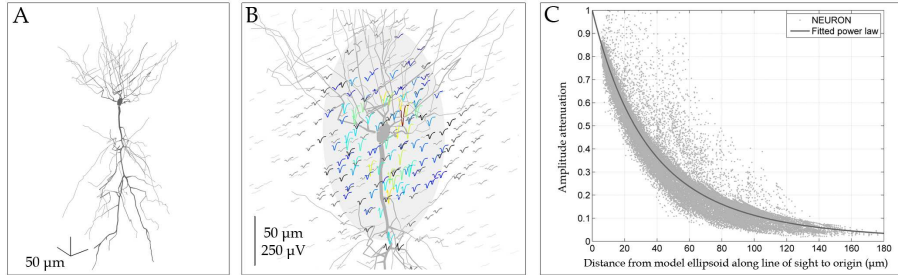 A
50 µm
B
50 µm
250 µV
C
NEURON
Fitted power law
Amplitude attenuation
1
0.9
0.8
0.7
0.6
0.5
0.4
0.3
0.2
0.1
0
0 20 40 60 80 100 120 140 160 180
Distance from model ellipsoid along line of sight to origin (µm)